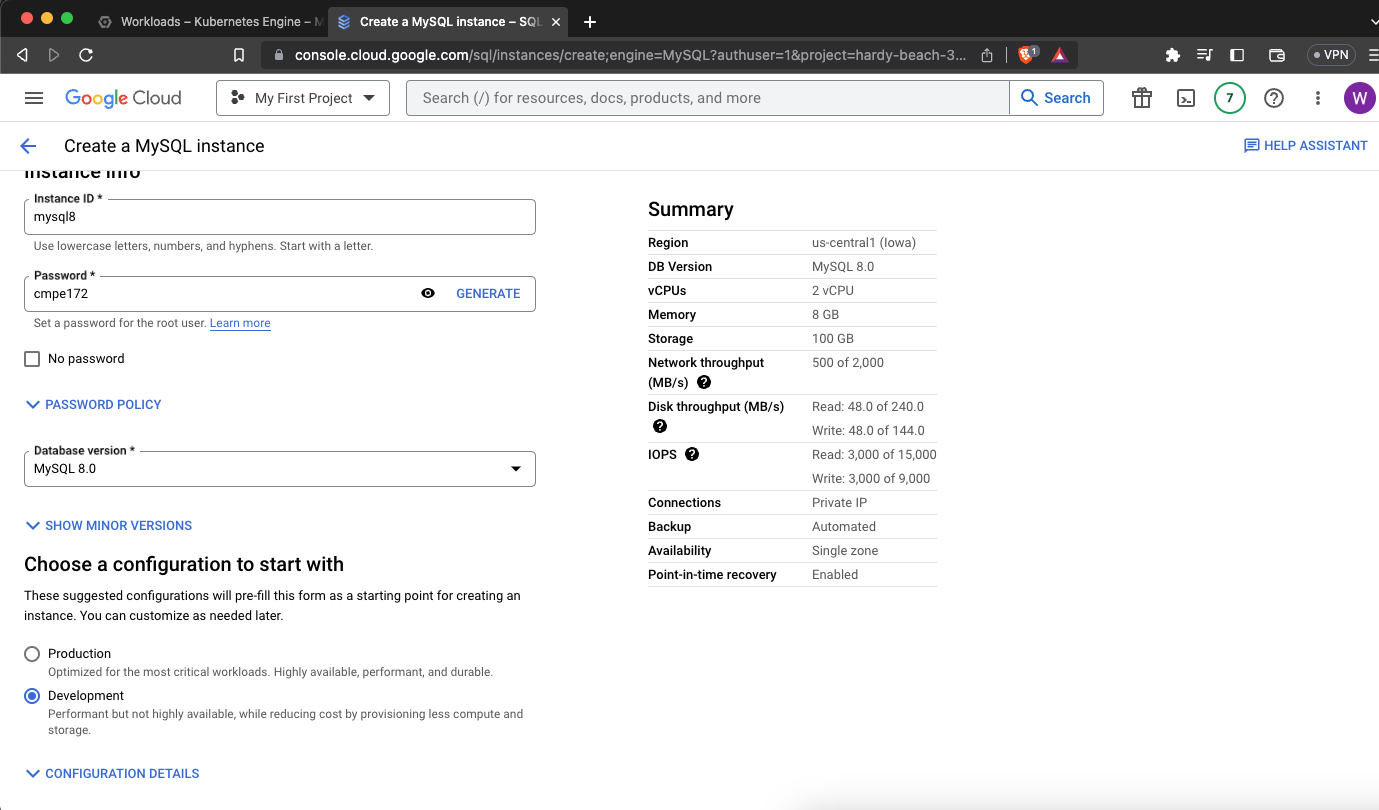 Workloads – Kubernetes Engine – M
Create a MySQL instance – SQL
console.cloud.google.com/sql/instances/create;engine=MySQL?authuser=1&project=hardy-beach-3...
1
VPN
Google Cloud
My First Project
Search (/) for resources, docs, products, and more
Search
7
W
Create a MySQL instance
HELP ASSISTANT
Instance info
Instance ID *
mysql8
Use lowercase letters, numbers, and hyphens. Start with a letter.
Password *
cmpe172
GENERATE
Set a password for the root user. Learn more
No password
PASSWORD POLICY
Database version *
MySQL 8.0
SHOW MINOR VERSIONS
Choose a configuration to start with
These suggested configurations will pre-fill this form as a starting point for creating an
instance. You can customize as needed later.
Production
Optimized for the most critical workloads. Highly available, performant, and durable.
Development
Performant but not highly available, while reducing cost by provisioning less compute and
storage.
CONFIGURATION DETAILS
Summary
Region us-central1 (Iowa)
DB Version MySQL 8.0
vCPUs 2 vCPU
Memory 8 GB
Storage 100 GB
Network throughput 500 of 2,000
(MB/s)
Disk throughput (MB/s) Read: 48.0 of 240.0
Write: 48.0 of 144.0
IOPS Read: 3,000 of 15,000
Write: 3,000 of 9,000
Connections Private IP
Backup Automated
Availability Single zone
Point-in-time recovery Enabled